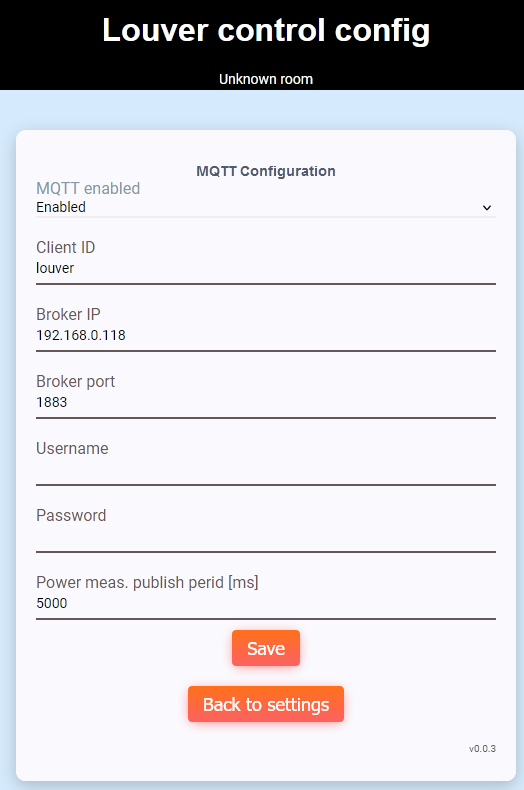 Louver control config
Unknown room
MQTT Configuration
MQTT enabled
Enabled
Client ID
louver
Broker IP
192.168.0.118
Broker port
1883
Username
Password
Power meas. publish perid [ms]
5000
Save
Back to settings
v0.0.3